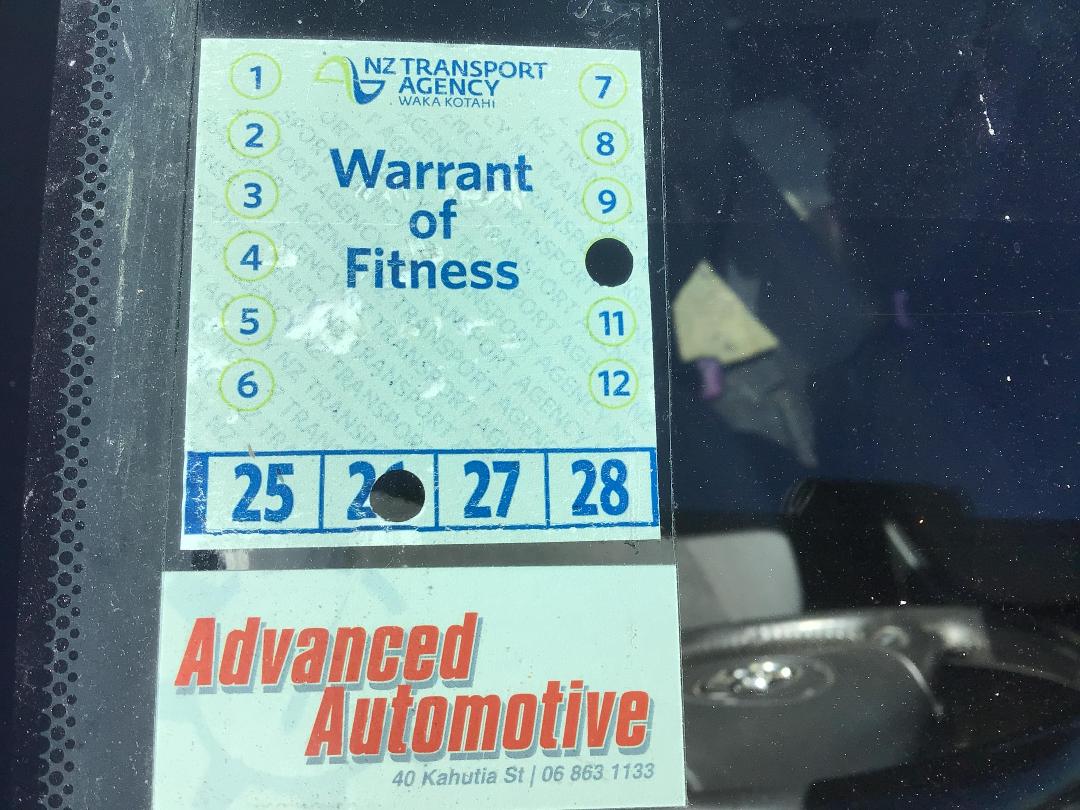 NZ TRANSPORT
AGENCY
WAKA KOTAHI
1
2
3
4
5
6
7
8
9
11
12
Warrant
of
Fitness
25 2 27 28
Advanced
Automotive
40 Kahutia St | 06 863 1133